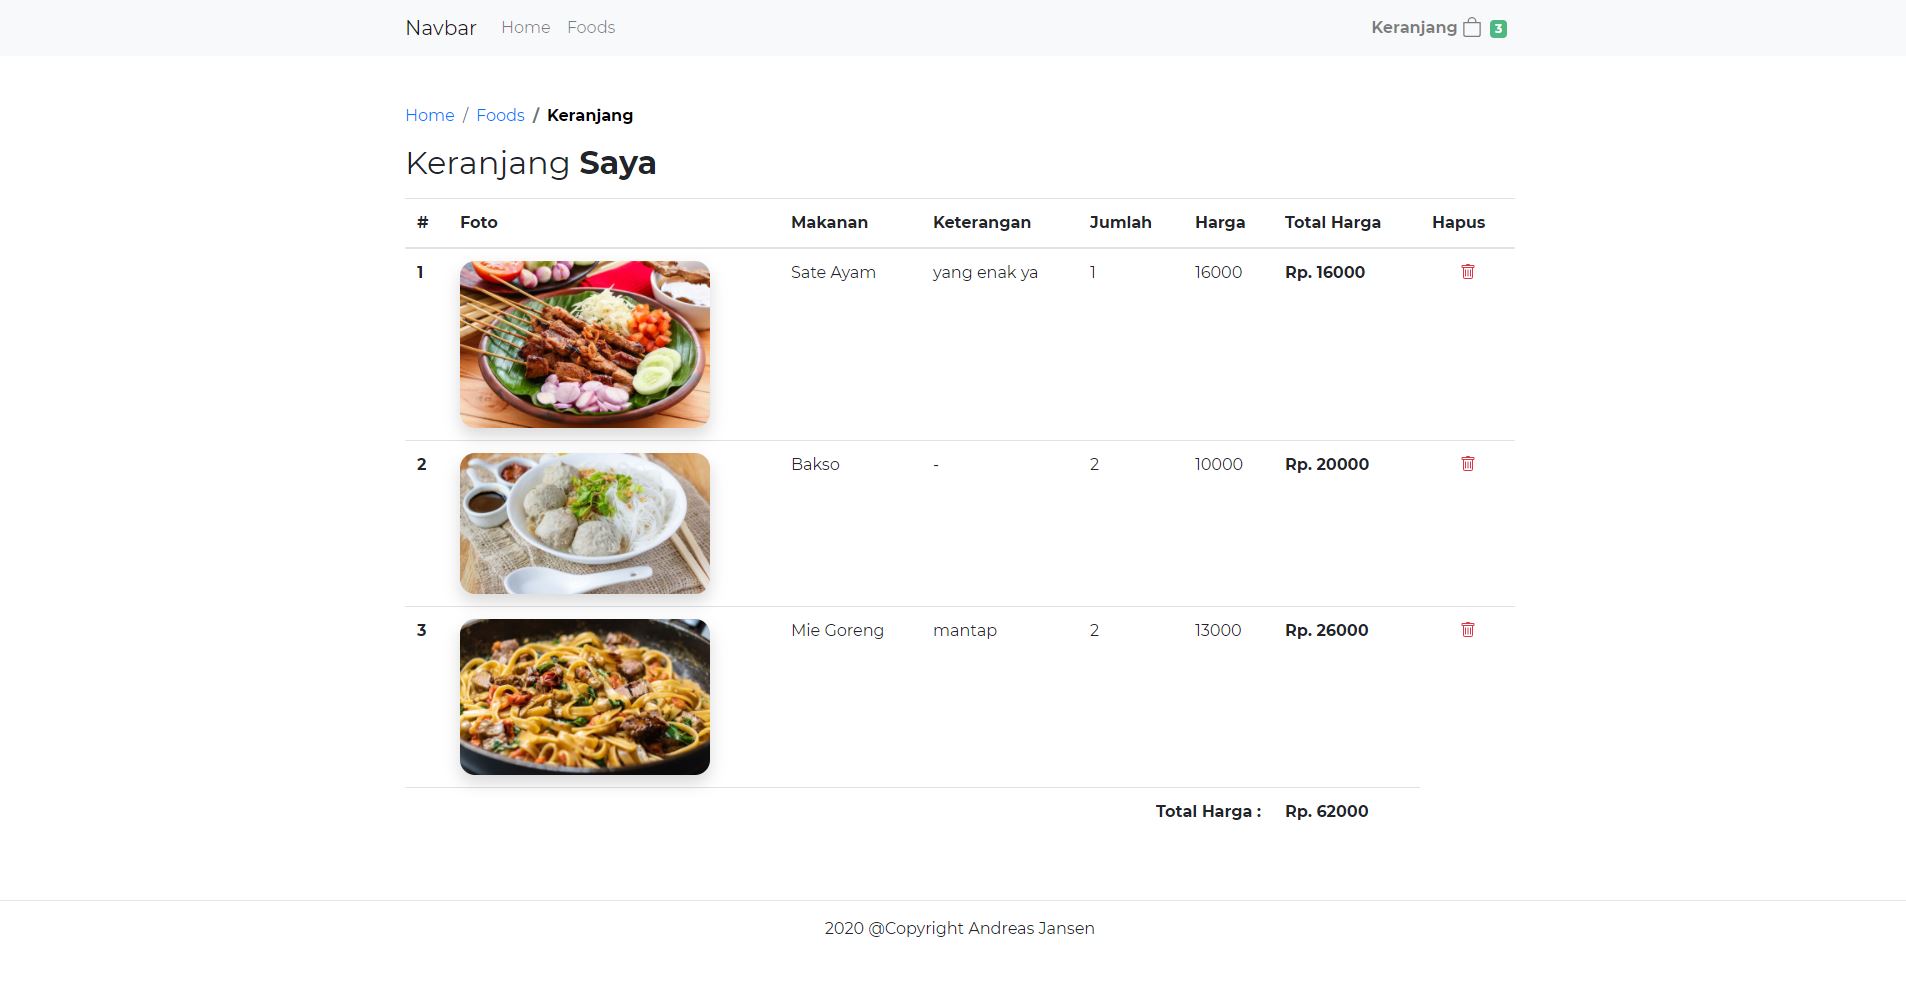 Navbar Home Foods Keranjang 3
Home / Foods / Keranjang
Keranjang Saya
# Foto Makanan Keterangan Jumlah Harga Total Harga Hapus
1 Sate Ayam yang enak ya 1 16000 Rp. 16000
2 Bakso - 2 10000 Rp. 20000
3 Mie Goreng mantap 2 13000 Rp. 26000
Total Harga : Rp. 62000
2020 @Copyright Andreas Jansen